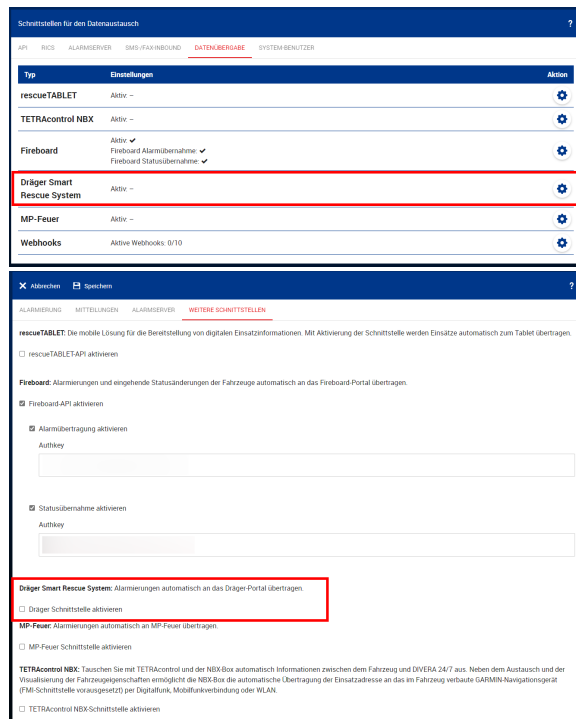 Schnittstellen für den Datenaustausch ?
API RICS ALARMSERVER SMS-/FAX-INBOUND DATENÜBERGABE SYSTEM-BENUTZER
Typ Einstellungen Aktion
rescueTABLET Aktiv: –
TETRAcontrol NBX Aktiv: –
Fireboard Aktiv: ✔
Fireboard Alarmübernahme: ✔
Fireboard Statusübernahme: ✔
Dräger Smart
Rescue System Aktiv: –
MP-Feuer Aktiv: –
Webhooks Aktive Webhooks: 0/10
Abbrechen Speichern ?
ALARMIERUNG MITTEILUNGEN ALARMSERVER WEITERE SCHNITTSTELLEN
rescueTABLET: Die mobile Lösung für die Bereitstellung von digitalen Einsatzinformationen. Mit Aktivierung der Schnittstelle werden Einsätze automatisch zum Tablet übertragen.
rescueTABLET-API aktivieren
Fireboard: Alarmierungen und eingehende Statusänderungen der Fahrzeuge automatisch an das Fireboard-Portal übertragen:
Fireboard-API aktivieren
Alarmübertragung aktivieren
Authkey
Statusübernahme aktivieren
Authkey
Dräger Smart Rescue System: Alarmierungen automatisch an das Dräger-Portal übertragen.
Dräger Schnittstelle aktivieren
MP-Feuer: Alarmierungen automatisch an MP-Feuer übertragen.
MP-Feuer Schnittstelle aktivieren
TETRAcontrol NBX: Tauschen Sie mit TETRAcontrol und der NBX-Box automatisch Informationen zwischen dem Fahrzeug und DIVERA 24/7 aus. Neben dem Austausch und der
Visualisierung der Fahrzeugeigenschaften ermöglicht die NBX-Box die automatische Übertragung der Einsatzadresse an das im Fahrzeug verbaute GARMIN-Navigationsgerät
(FMI-Schnittstelle vorausgesetzt) per Digitalfunk, Mobilfunkverbindung oder WLAN.
TETRAcontrol NBX-Schnittstelle aktivieren